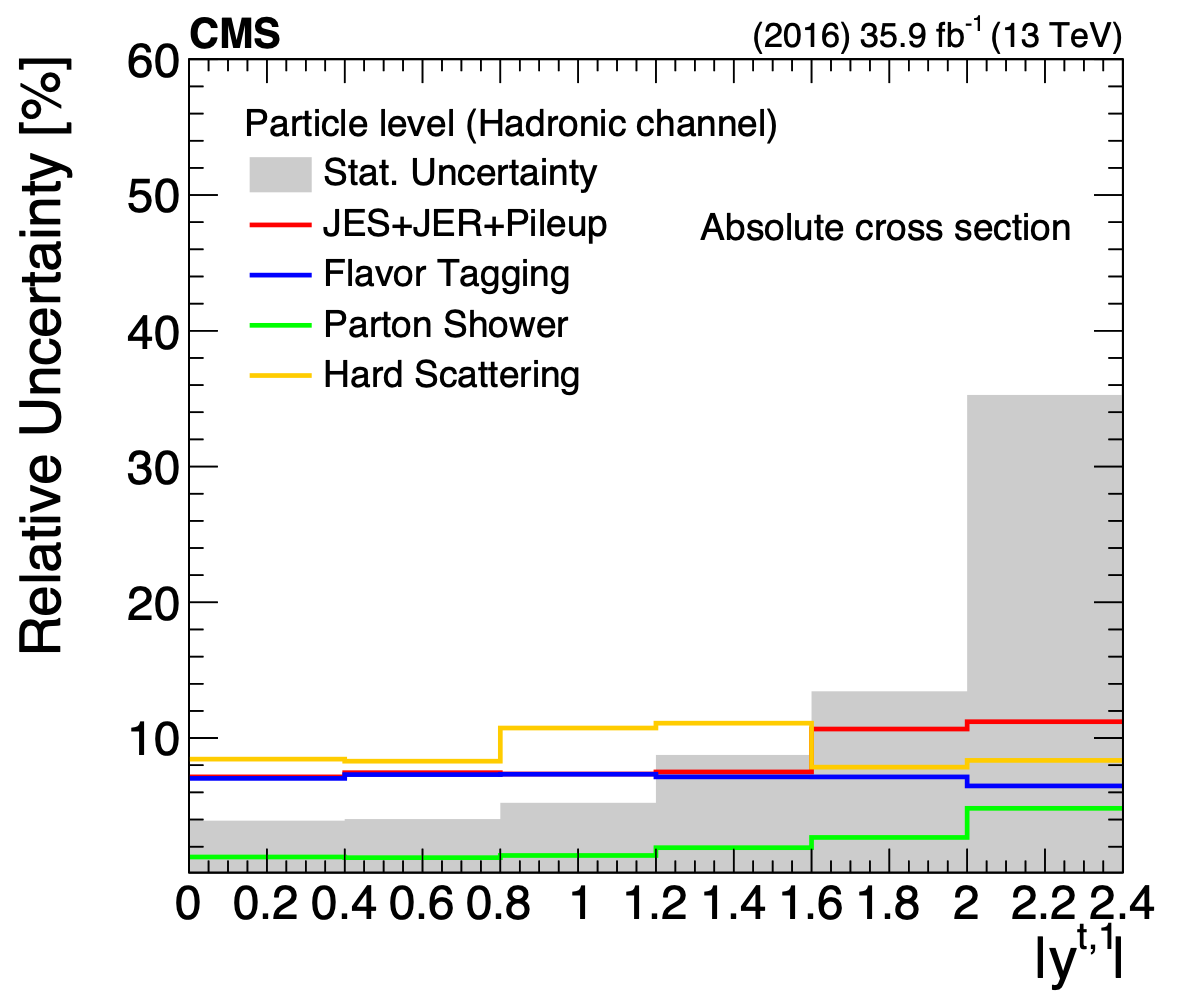 CMS (2016) 35.9 fb-1 (13 TeV)
Relative Uncertainty [%]
60
50
40
30
20
10
Particle level (Hadronic channel)
Stat. Uncertainty
JES+JER+Pileup
Flavor Tagging
Parton Shower
Hard Scattering
Absolute cross section
0 0.2 0.4 0.6 0.8 1 1.2 1.4 1.6 1.8 2 2.2 2.4
|y^t,1|